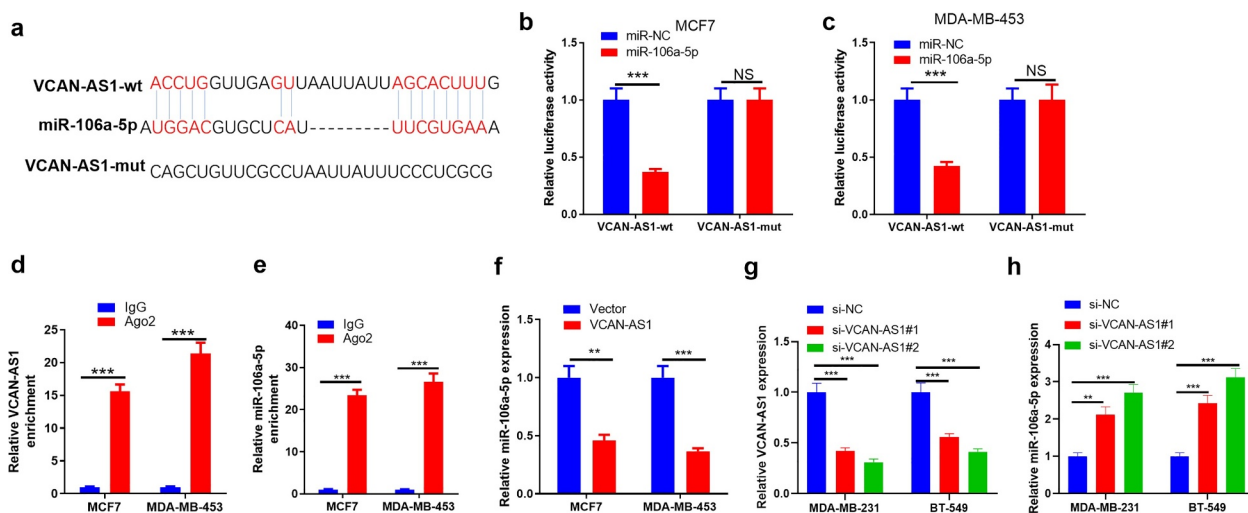 a
VCAN-AS1-wt ACCUGGUUGAGUUAAUUAUUAGCACUUUG
miR-106a-5p AUGGACGUGCUCAU----------UUCGUGAAA
VCAN-AS1-mut CAGCUGUUCGCCUAAUUAUUUCCCUCGCG
b
MCF7
miR-NC
miR-106a-5p
Relative luciferase activity
1.5
1.0
0.5
0.0
***
NS
VCAN-AS1-wt
VCAN-AS1-mut
c
MDA-MB-453
miR-NC
miR-106a-5p
Relative luciferase activity
1.5
1.0
0.5
0.0
***
NS
VCAN-AS1-wt
VCAN-AS1-mut
d
IgG
Ago2
Relative VCAN-AS1
enrichment
25
20
15
10
5
0
***
***
MCF7
MDA-MB-453
e
IgG
Ago2
Relative miR-106a-5p
enrichment
40
30
20
10
0
***
***
MCF7
MDA-MB-453
f
Vector
VCAN-AS1
Relative miR-106a-5p expression
1.5
1.0
0.5
0.0
**
***
MCF7
MDA-MB-453
g
si-NC
si-VCAN-AS1#1
si-VCAN-AS1#2
Relative VCAN-AS1 expression
1.5
1.0
0.5
0.0
***
***
***
***
MDA-MB-231
BT-549
h
si-NC
si-VCAN-AS1#1
si-VCAN-AS1#2
Relative miR-106a-5p expression
4
3
2
1
0
***
**
***
***
MDA-MB-231
BT-549